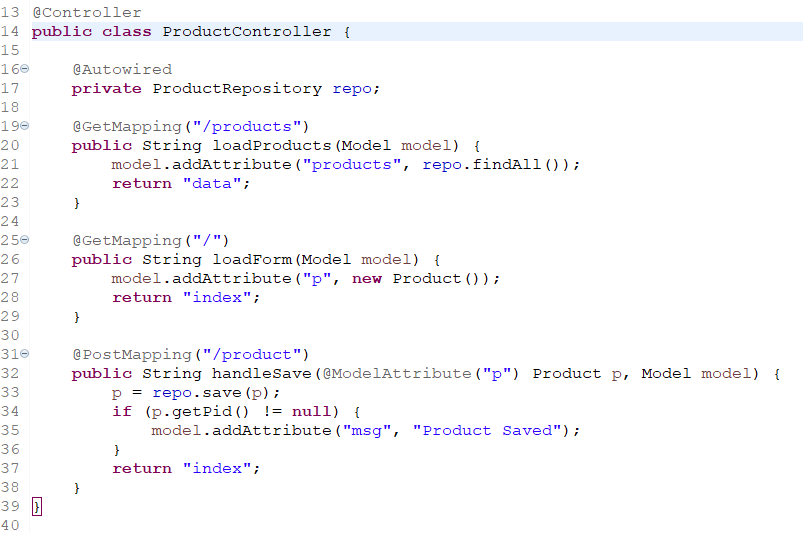 13 @Controller
14 public class ProductController {
15
16 @Autowired
17 private ProductRepository repo;
18
19 @GetMapping("/products")
20 public String loadProducts(Model model) {
21 model.addAttribute("products", repo.findAll());
22 return "data";
23 }
24
25 @GetMapping("/")
26 public String loadForm(Model model) {
27 model.addAttribute("p", new Product());
28 return "index";
29 }
30
31 @PostMapping("/product")
32 public String handleSave(@ModelAttribute("p") Product p, Model model) {
33 p = repo.save(p);
34 if (p.getPid() != null) {
35 model.addAttribute("msg", "Product Saved");
36 }
37 return "index";
38 }
39 }
40